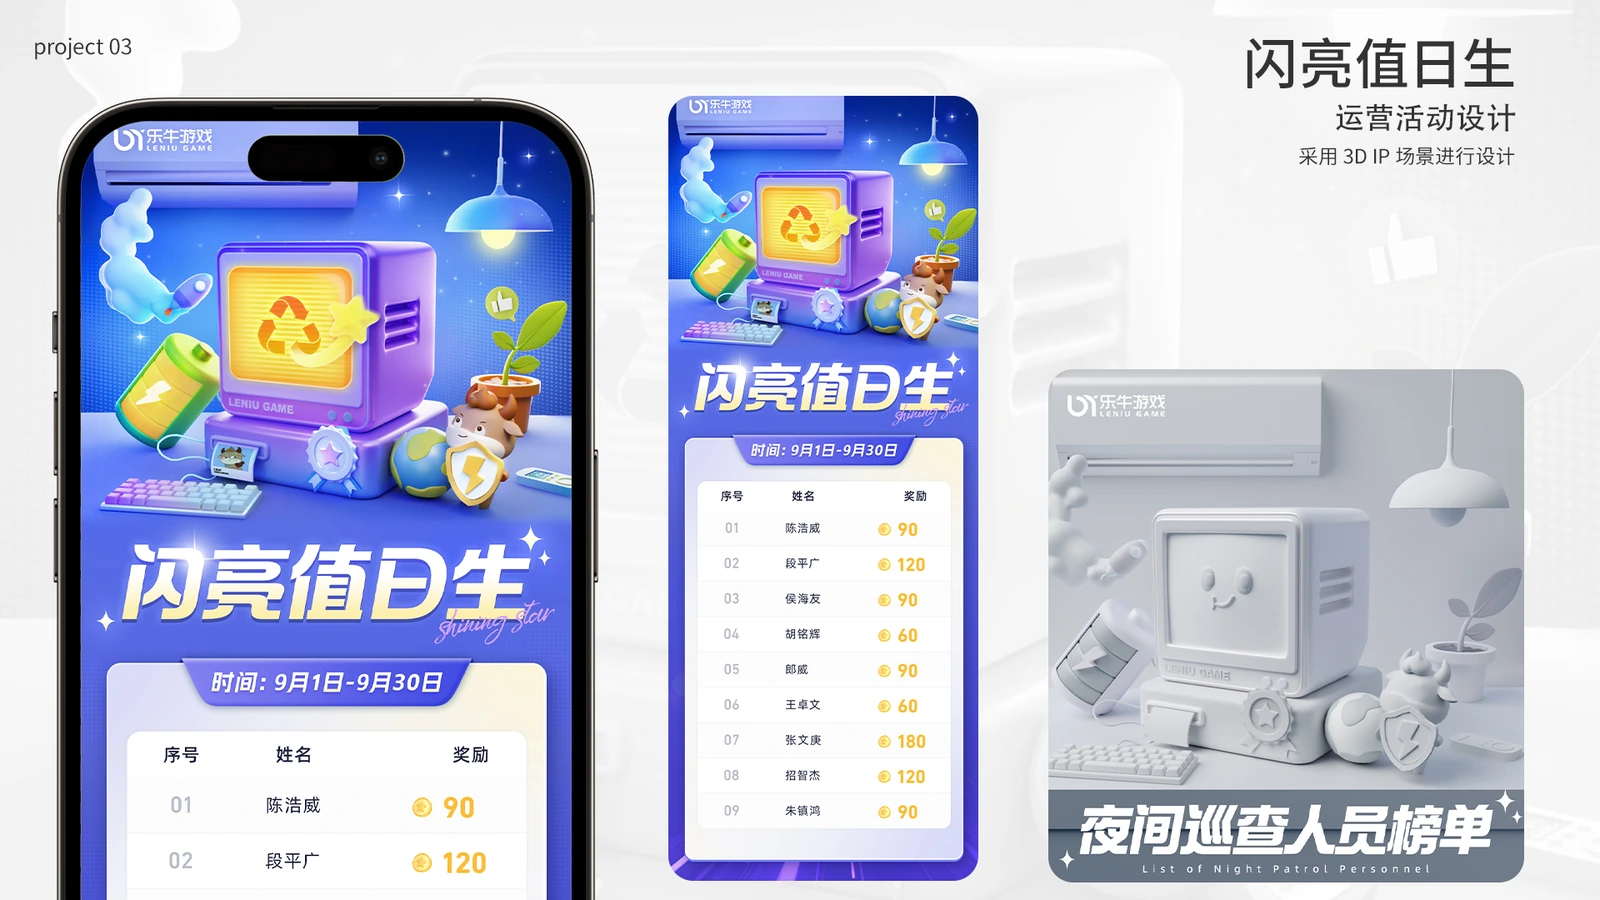 project 03
闪亮值日生
运营活动设计
采用 3D IP 场景进行设计
乐牛游戏
LENIU GAME
LENIU GAME
闪亮值日生
shining star
时间: 9月1日-9月30日
序号 姓名 奖励
01 陈浩威 90
02 段平广 120
乐牛游戏
LENIU GAME
LENIU GAME
闪亮值日生
shining star
时间: 9月1日-9月30日
序号 姓名 奖励
01 陈浩威 90
02 段平广 120
03 侯海友 90
04 胡铭辉 60
05 郎威 90
06 王卓文 60
07 张文庚 180
08 招智杰 120
09 朱镇鸿 90
乐牛游戏
LENIU GAME
LENIU GAME
夜间巡查人员榜单
List of Night Patrol Personnel